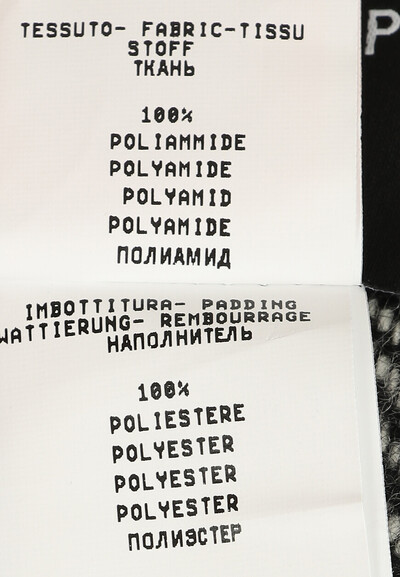 TESSUTO- FABRIC-TISSU
STOFF
ТКАНЬ
100%
POLIAMMIDE
POLYAMIDE
POLYAMID
POLYAMIDE
ПОЛИАМИД
IMBOTTITURA- PADDING
WATTIERUNG- REMBOURRAGE
НАПОЛНИТЕЛЬ
100%
POLIESTERE
POLYESTER
POLYESTER
POLYESTER
ПОЛИЭСТЕР
P